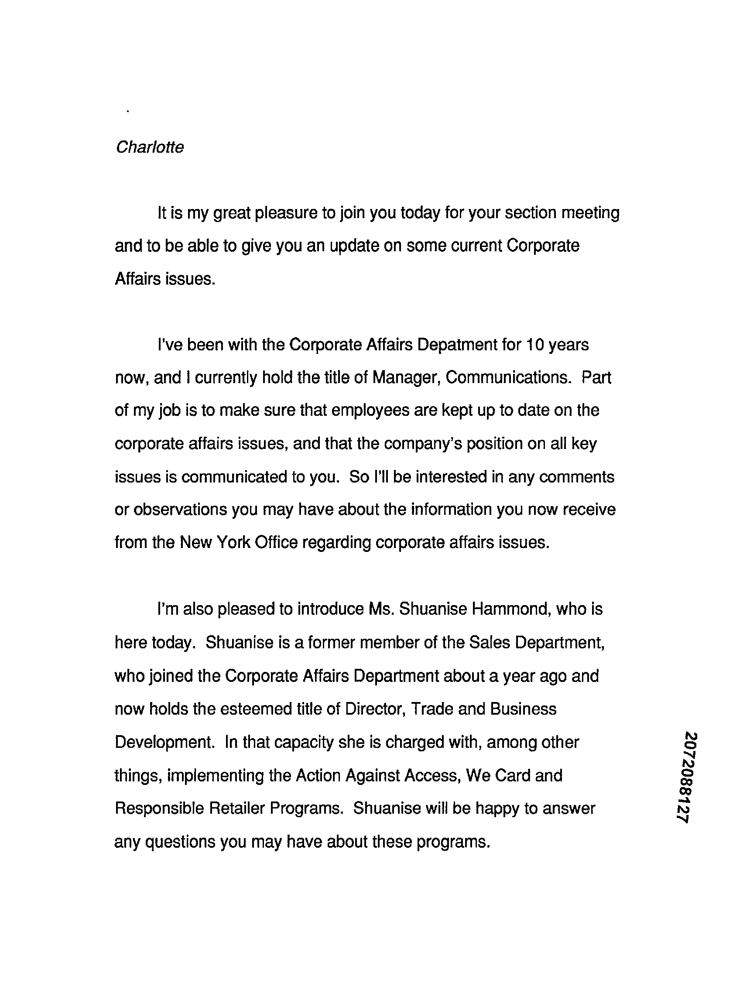 Charlotte
It is my great pleasure to join you today for your section meeting
and to be able to give you an update on some current Corporate
Affairs issues.
I've been with the Corporate Affairs Depatment for 10 years
now, and I currently hold the title of Manager, Communications.  Part
of my job is to make sure that employees are kept up to date on the
corporate affairs issues, and that the company's position on all key
issues is communicated to you.  So I'll be interested in any comments
or observations you may have about the information you now receive
from the New York Office regarding corporate affairs issues.
I'm also pleased to introduce Ms. Shuanise Hammond, who is
here today.  Shuanise is a former member of the Sales Department,
who joined the Corporate Affairs Department about a year ago and
now holds the esteemed title of Director, Trade and Business
Development.  In that capacity she is charged with, among other
things, implementing the Action Against Access, We Card and
Responsible Retailer Programs.  Shuanise will be happy to answer
any questions you may have about these programs.
2072088127